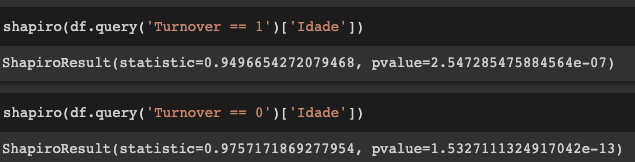 shapiro(df.query('Turnover == 1')['Idade'])
ShapiroResult(statistic=0.9496654272079468, pvalue=2.547285475884564e-07)
shapiro(df.query('Turnover == 0')['Idade'])
ShapiroResult(statistic=0.9757171869277954, pvalue=1.5327111324917042e-13)